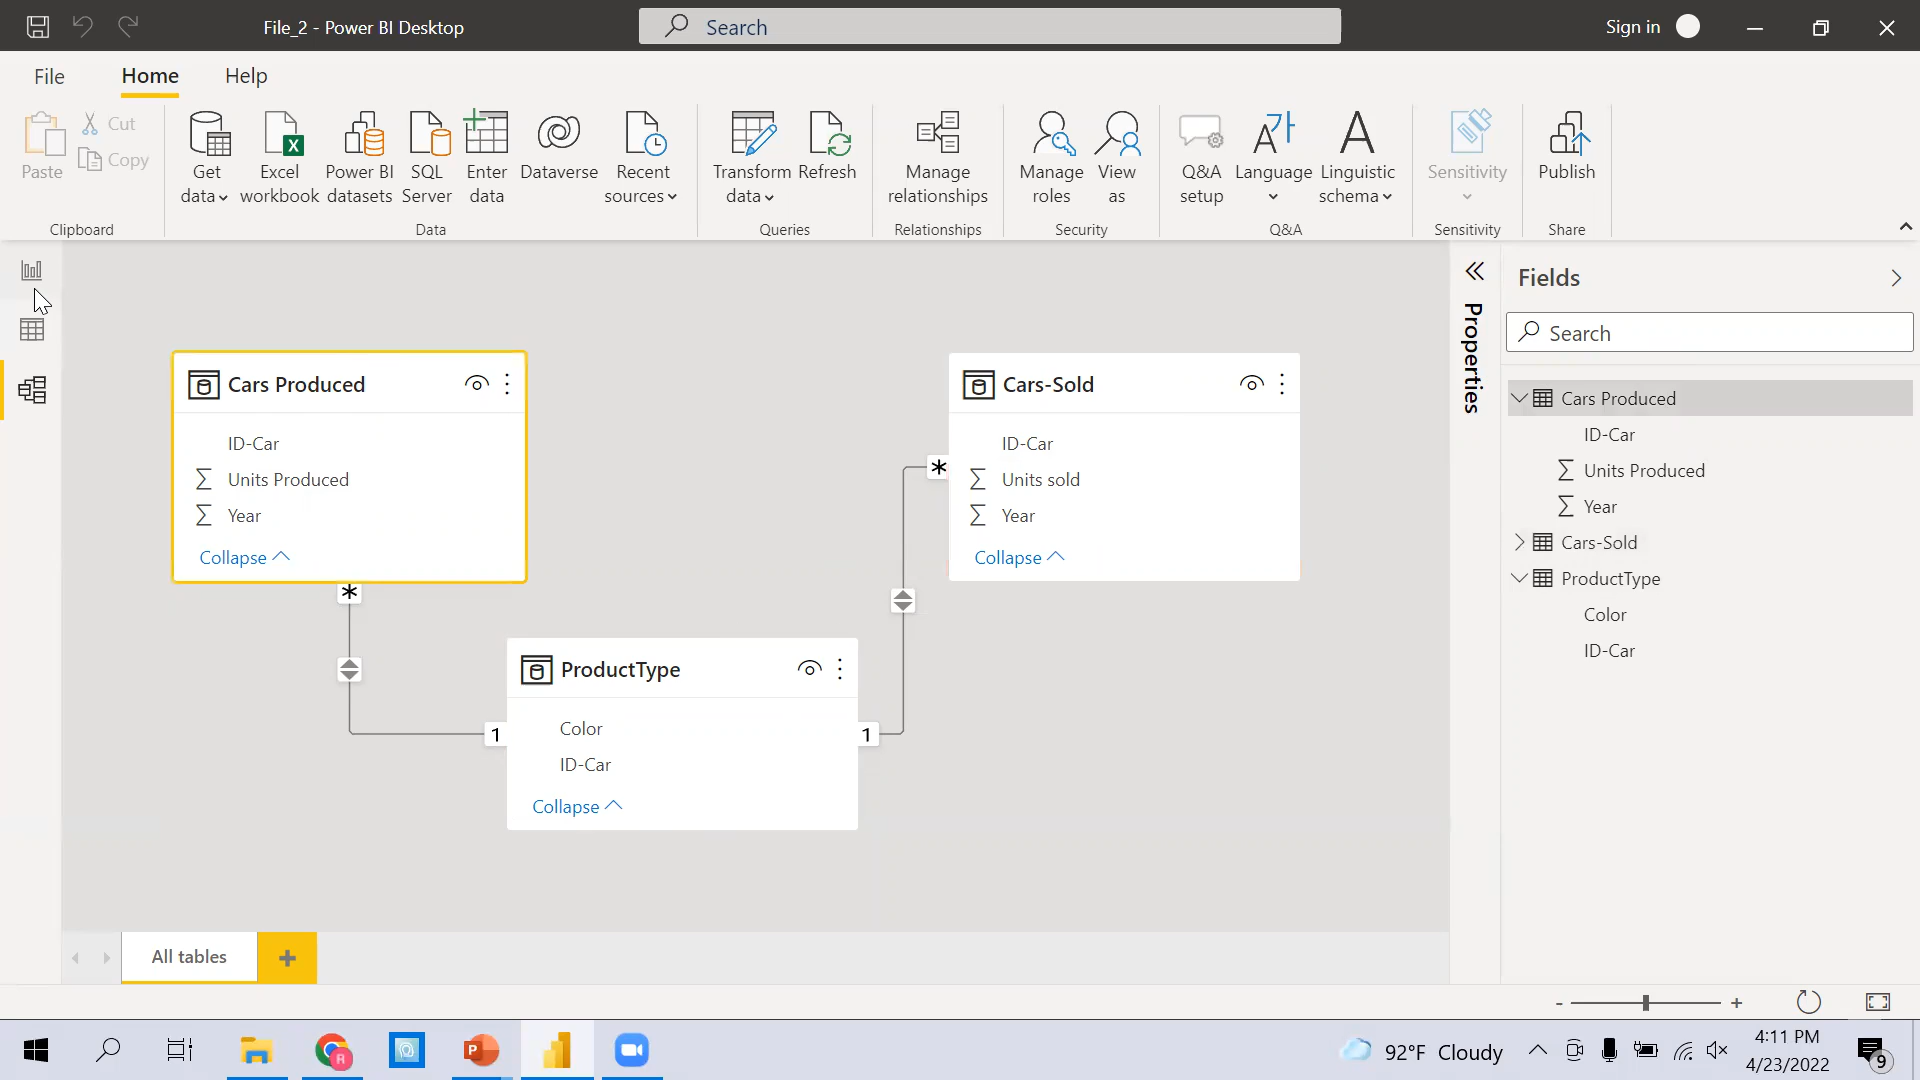 File_2 - Power BI Desktop
Search
Sign in
File
Home
Help
Paste
Cut
Copy
Clipboard
Get data
Excel workbook
Power BI datasets
SQL Server
Enter data
Dataverse
Recent sources
Data
Transform data
Refresh
Queries
Manage relationships
Relationships
Manage roles
View as
Security
Q&A setup
Language
Linguistic schema
Q&A
Sensitivity
Sensitivity
Publish
Share
Cars Produced
ID-Car
Units Produced
Year
Collapse
*
1
ProductType
Color
ID-Car
Collapse
1
*
Cars-Sold
ID-Car
Units sold
Year
Collapse
Properties
Fields
Search
Cars Produced
ID-Car
Units Produced
Year
Cars-Sold
ProductType
Color
ID-Car
All tables
+
- +
R
P
92°F Cloudy
4:11 PM
4/23/2022
9